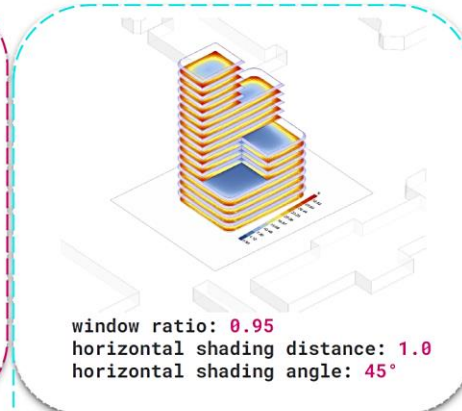 window ratio: 0.95
horizontal shading distance: 1.0
horizontal shading angle: 45°